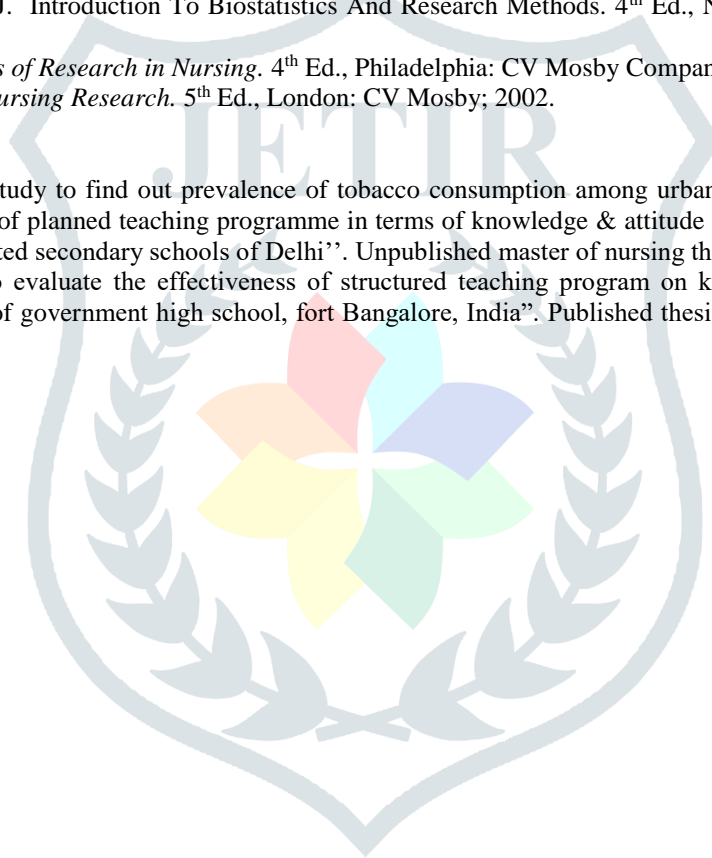 J. Introduction To Biostatistics And Research Methods. 4th Ed., N
s of Research in Nursing. 4th Ed., Philadelphia: CV Mosby Compan
ursing Research. 5th Ed., London: CV Mosby; 2002.
JETIR
tudy to find out prevalence of tobacco consumption among urban
of planned teaching programme in terms of knowledge & attitude
ted secondary schools of Delhi’’. Unpublished master of nursing th
o evaluate the effectiveness of structured teaching program on k
of government high school, fort Bangalore, India”. Published thesi